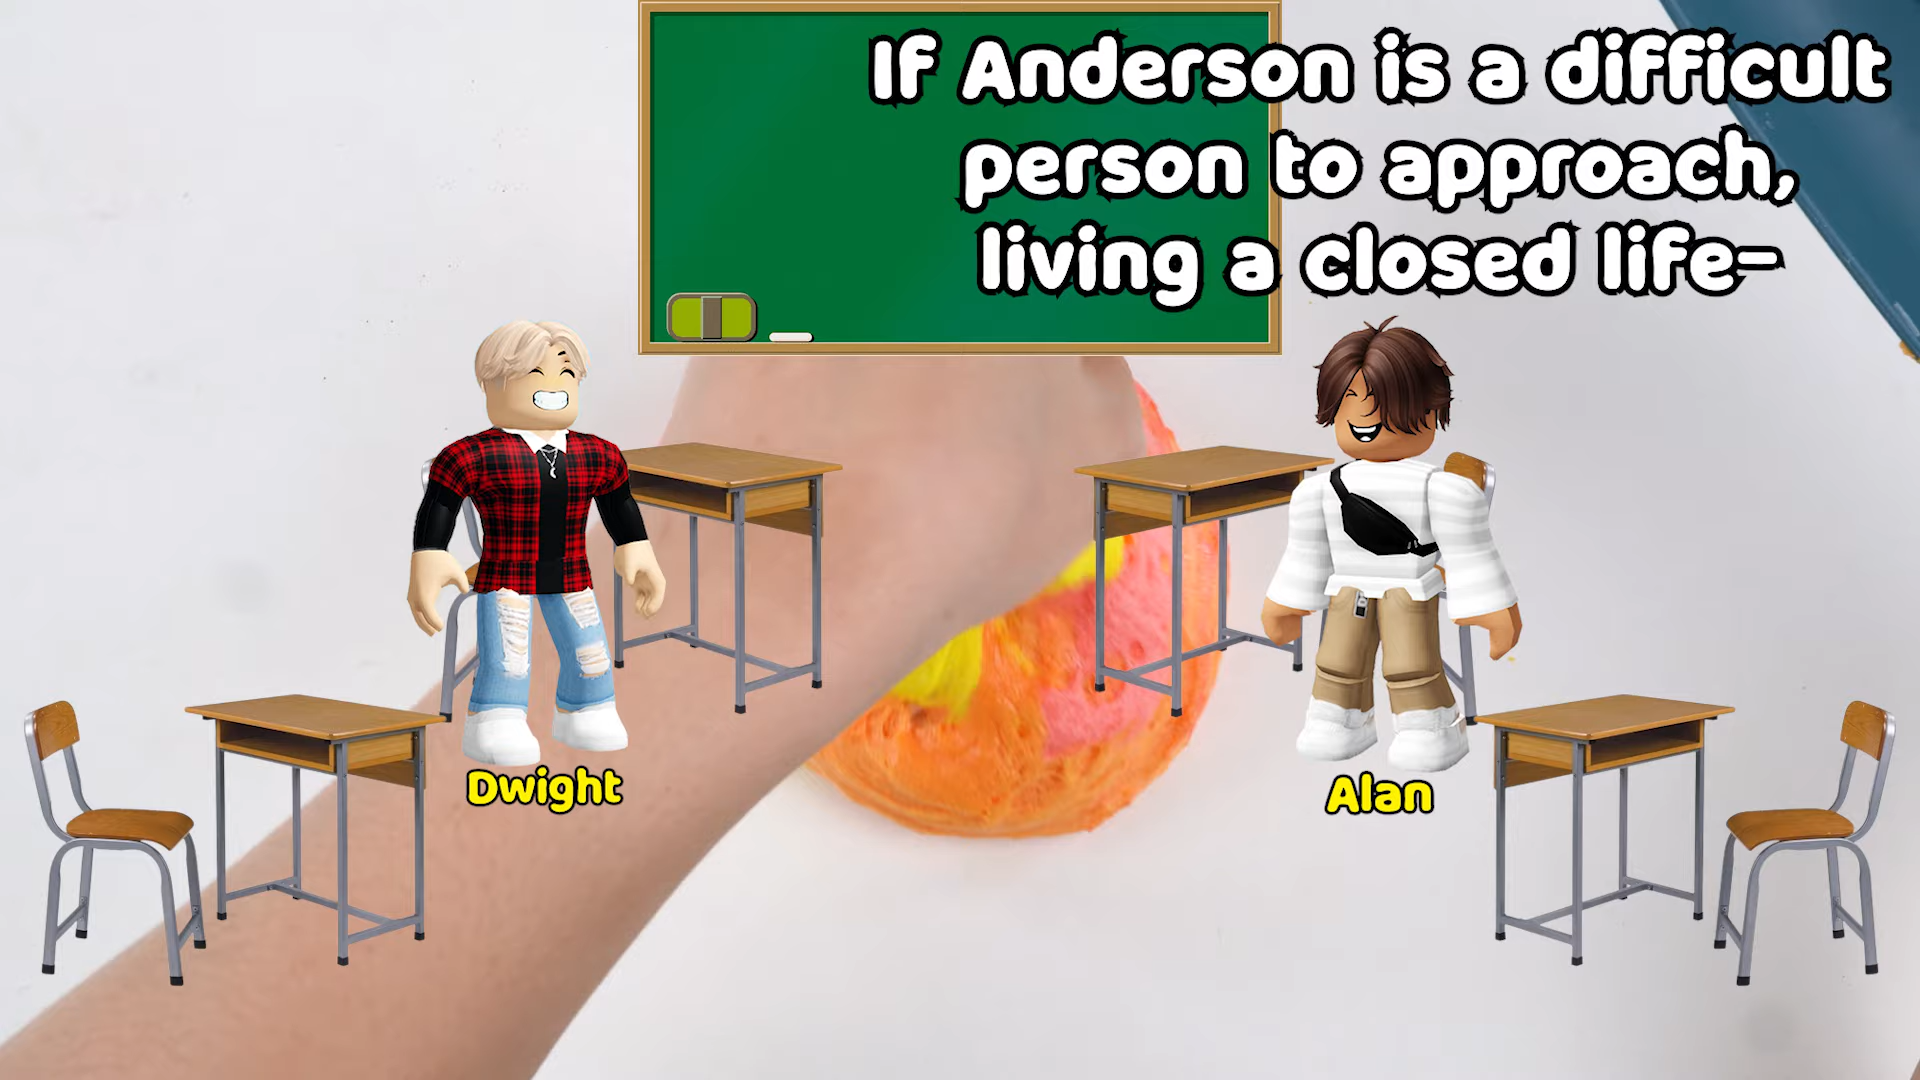 If Anderson is a difficult
person to approach,
living a closed life-
Dwight
Alan